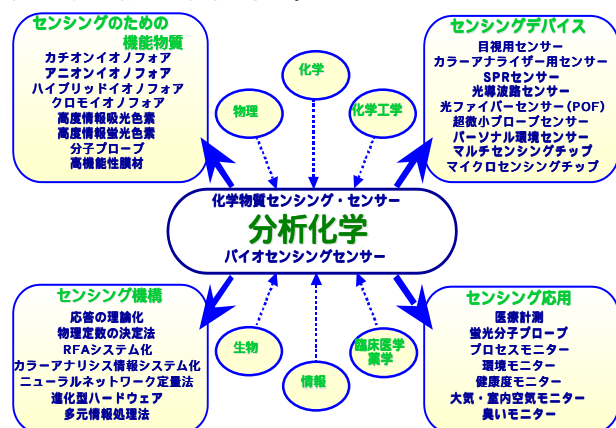 センシングのための
機能物質
カチオンイオノフォア
アニオンイオノフォア
ハイブリッドイオノフォア
クロモイオノフォア
高度情報吸光色素
高度情報蛍光色素
分子プローブ
高機能性膜材
化学
物理
化学工学
センシングデバイス
目視用センサー
カラーアナライザー用センサー
SPRセンサー
光導波路センサー
光ファイバーセンサー(POF)
超微小プローブセンサー
パーソナル環境センサー
マルチセンシングチップ
マイクロセンシングチップ
化学物質センシング・センサー
分析化学
バイオセンシングセンサー
センシング機構
応答の理論化
物理定数の決定法
RFAシステム化
カラーアナリシス情報システム化
ニューラルネットワーク定量法
進化型ハードウェア
多元情報処理法
生物
情報
臨床医学
薬学
センシング応用
医療計測
蛍光分子プローブ
プロセスモニター
環境モニター
健康度モニター
大気・室内空気モニター
臭いモニター